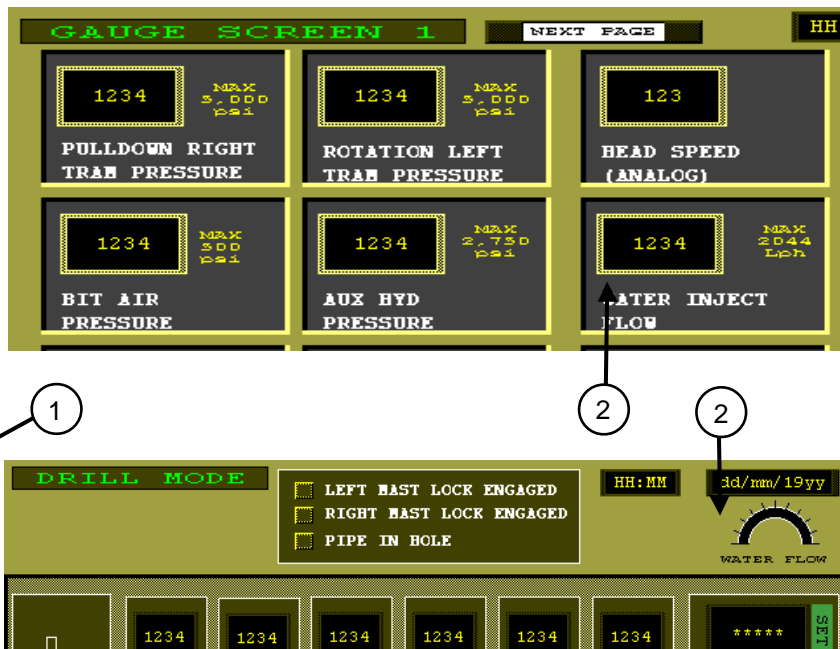 GAUGE SCREEN 1
NEXT PAGE
HH
1234
MAX
5,000
psi
PULLDOWN RIGHT
TRAM PRESSURE
1234
MAX
5,000
psi
ROTATION LEFT
TRAM PRESSURE
123
HEAD SPEED
(ANALOG)
1234
MAX
300
psi
BIT AIR
PRESSURE
1234
MAX
2,750
psi
AUX HYD
PRESSURE
1234
MAX
2044
Lph
WATER INJECT
FLOW
1
2
2
DRILL MODE
LEFT MAST LOCK ENGAGED
RIGHT MAST LOCK ENGAGED
PIPE IN HOLE
HH:MM
dd/mm/19yy
WATER FLOW
1234
1234
1234
1234
1234
1234
*****
SET